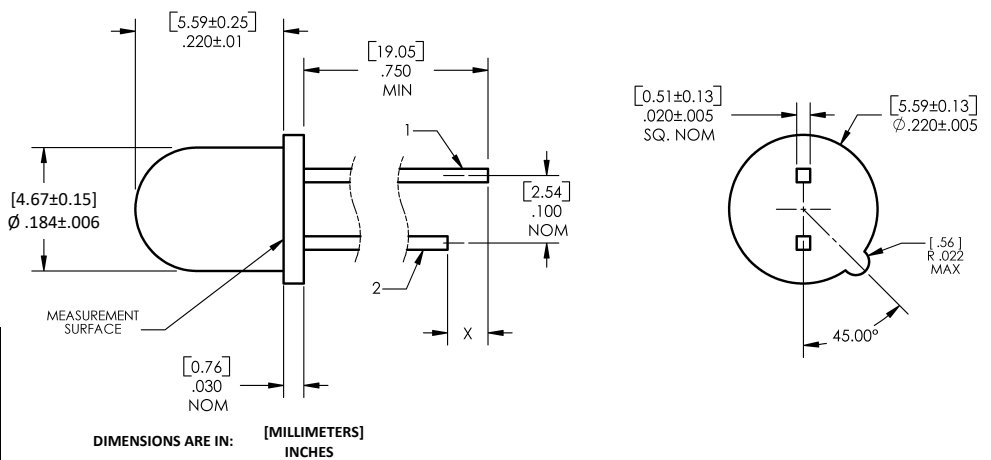 [5.59±0.25]
.220±.01
[19.05]
.750
MIN
1
[4.67±0.15]
Ø .184±.006
[2.54]
.100
NOM
2
MEASUREMENT
SURFACE
X
[0.76]
.030
NOM
[0.51±0.13]
.020±.005
SQ. NOM
[5.59±0.13]
Ø.220±.005
[.56]
R .022
MAX
45.00°
DIMENSIONS ARE IN: [MILLIMETERS]
INCHES